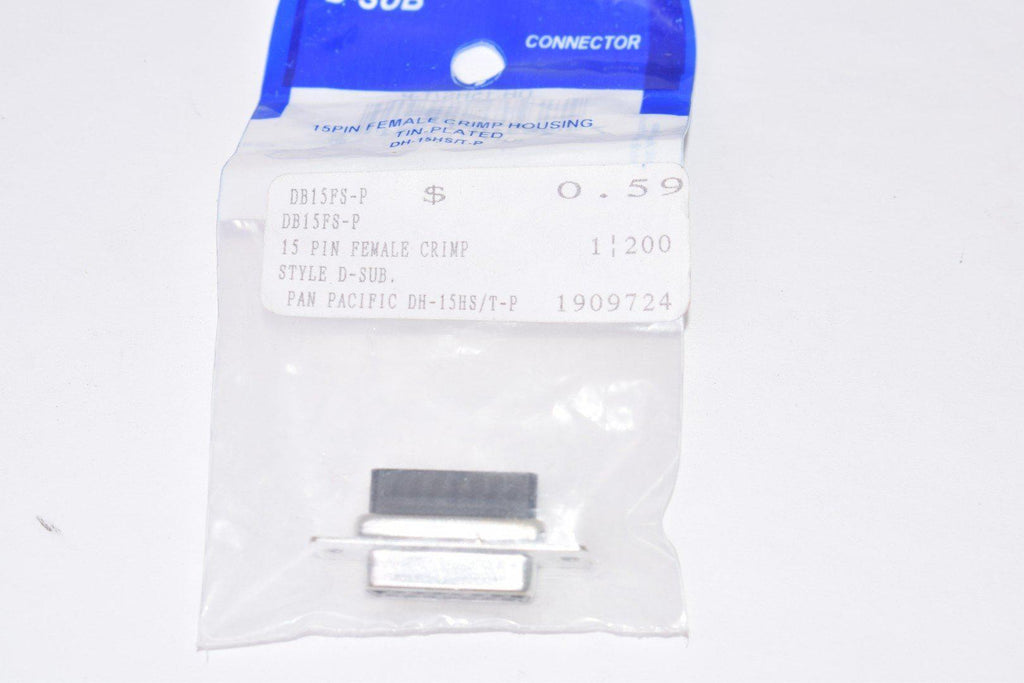 SUB
CONNECTOR
15PIN FEMALE CRIMP HOUSING
TIN-PLATED
DH-15HS/T-P
DB15FS-P $ 0.59
DB15FS-P
15 PIN FEMALE CRIMP 1¦200
STYLE D-SUB.
PAN PACIFIC DH-15HS/T-P 1909724